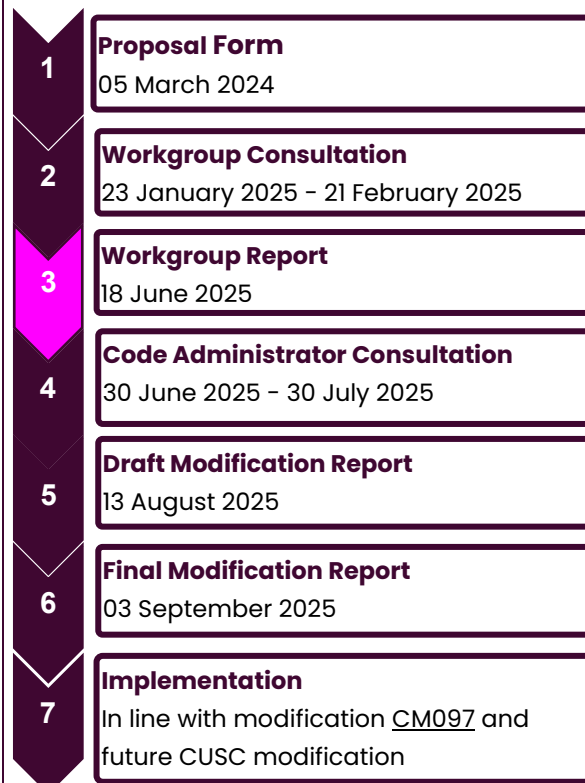 1
Proposal Form
05 March 2024
2
Workgroup Consultation
23 January 2025 - 21 February 2025
3
Workgroup Report
18 June 2025
4
Code Administrator Consultation
30 June 2025 - 30 July 2025
5
Draft Modification Report
13 August 2025
6
Final Modification Report
03 September 2025
7
Implementation
In line with modification CM097 and
future CUSC modification